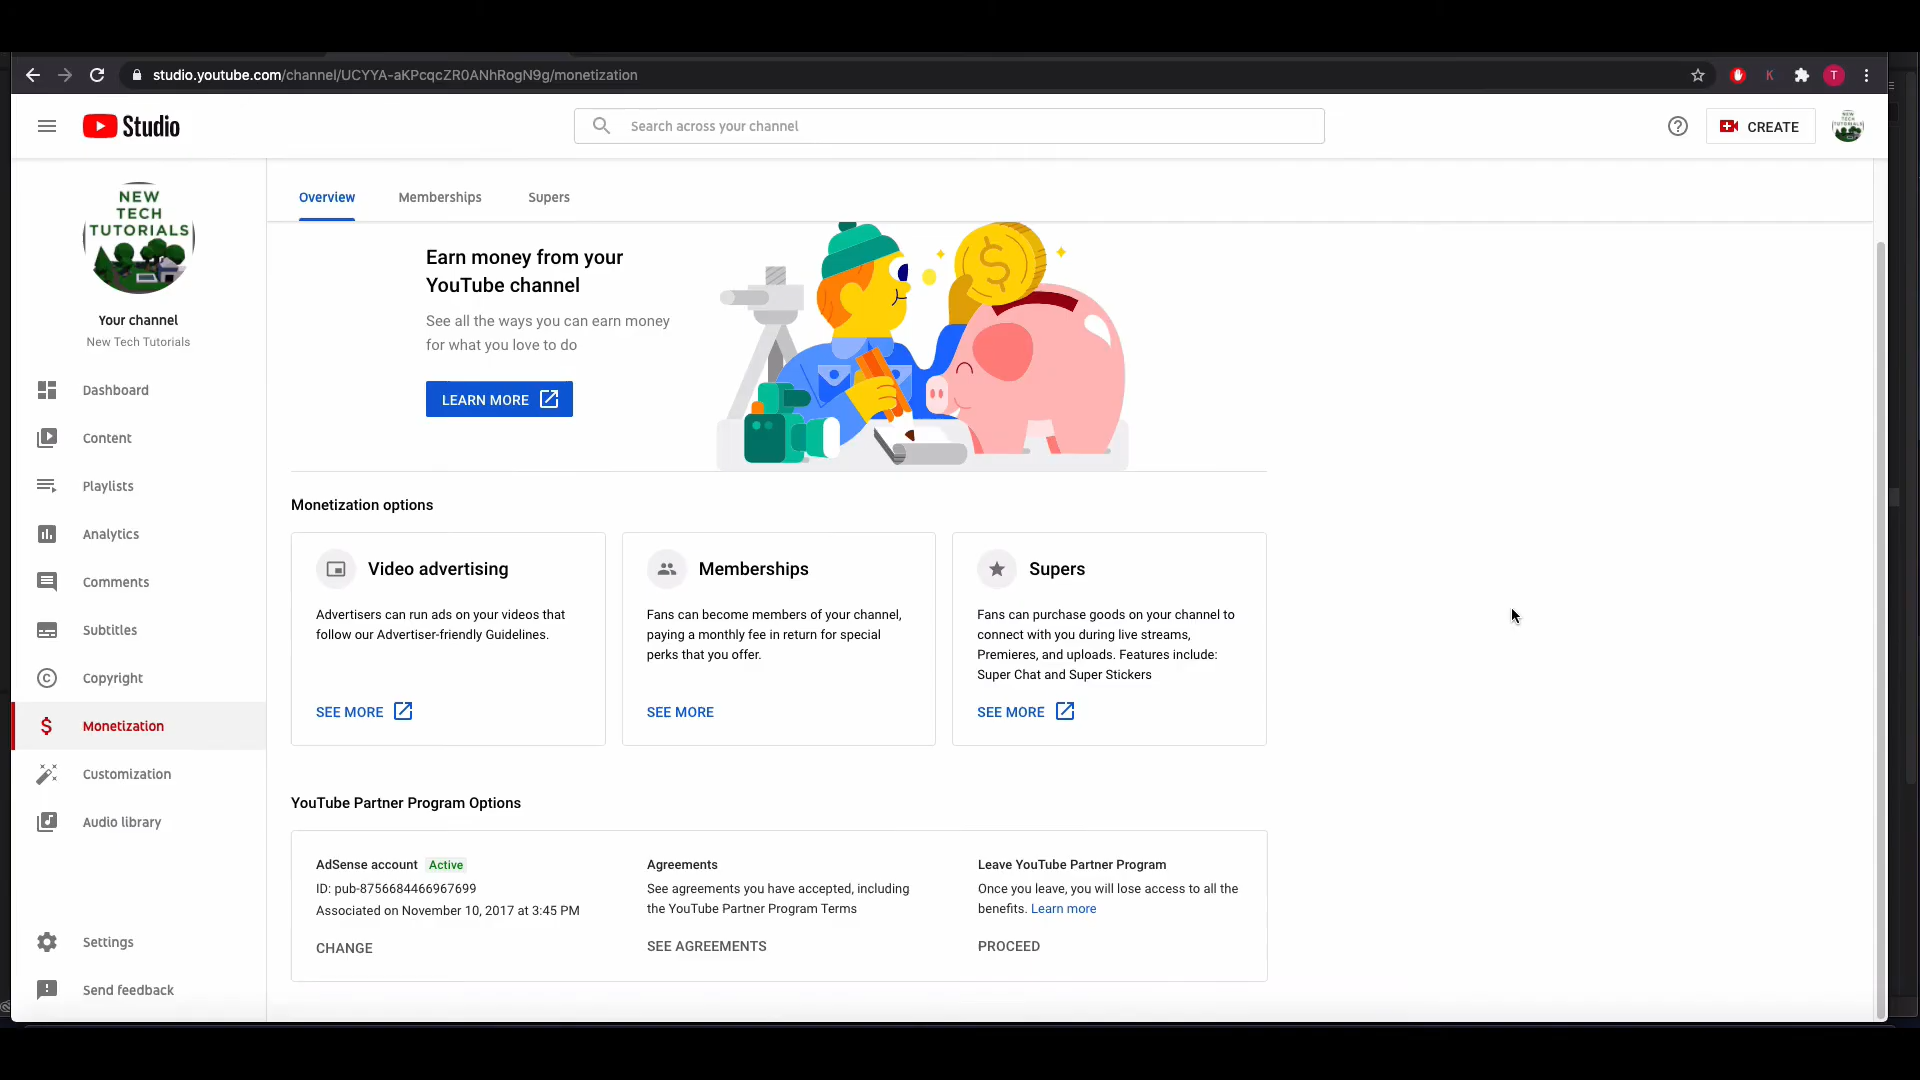 studio.youtube.com/channel/UCYYA-aKPcqcZR0ANhRogN9g/monetization
K
T
Studio
Search across your channel
CREATE
NEW
TECH
TUTORIALS
NEW
TECH
TUTORIALS
Your channel
New Tech Tutorials
Dashboard
Content
Playlists
Analytics
Comments
Subtitles
Copyright
Monetization
Customization
Audio library
Settings
Send feedback
Overview
Memberships
Supers
Earn money from your
YouTube channel
See all the ways you can earn money
for what you love to do
LEARN MORE
Monetization options
Video advertising
Advertisers can run ads on your videos that
follow our Advertiser-friendly Guidelines.
SEE MORE
Memberships
Fans can become members of your channel,
paying a monthly fee in return for special
perks that you offer.
SEE MORE
Supers
Fans can purchase goods on your channel to
connect with you during live streams,
Premieres, and uploads. Features include:
Super Chat and Super Stickers
SEE MORE
YouTube Partner Program Options
AdSense account Active
ID: pub-8756684466967699
Associated on November 10, 2017 at 3:45 PM
CHANGE
Agreements
See agreements you have accepted, including
the YouTube Partner Program Terms
SEE AGREEMENTS
Leave YouTube Partner Program
Once you leave, you will lose access to all the
benefits. Learn more
PROCEED